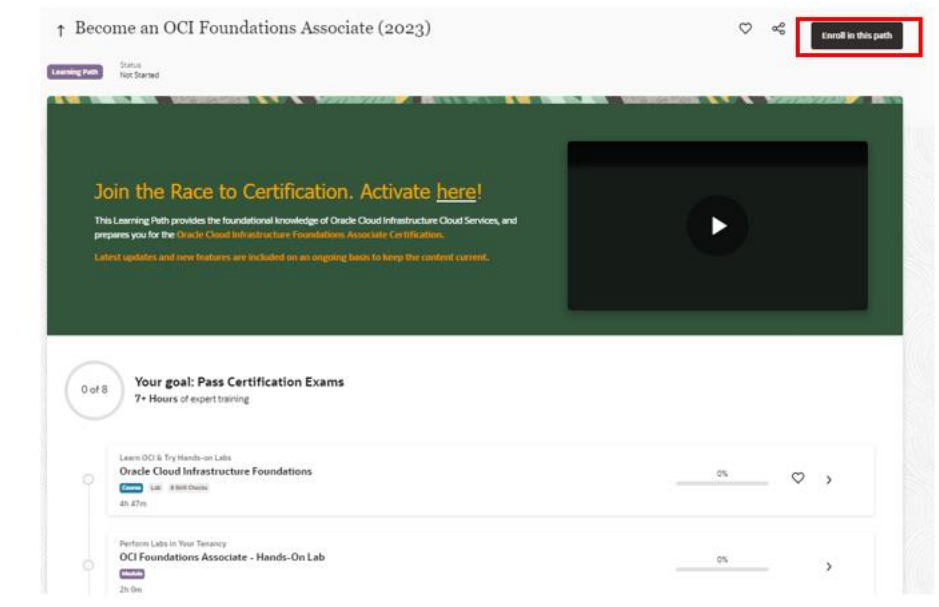 ↑ Become an OCI Foundations Associate (2023)
Enroll in this path
Learning Path
Status
Not Started
Join the Race to Certification. Activate here!
This Learning Path provides the foundational knowledge of Oracle Cloud Infrastructure Cloud Services, and
prepares you for the Oracle Cloud Infrastructure Foundations Associate Certification.
Latest updates and new features are included on an ongoing basis to keep the content current.
0 of 8
Your goal: Pass Certification Exams
7+ Hours of expert training
Learn OCI & Try Hands-on Labs
Oracle Cloud Infrastructure Foundations
Course Lab 8 Skill Checks
4h 47m
0%
Perform Labs in Your Tenancy
OCI Foundations Associate - Hands-On Lab
Module
2h 0m
0%